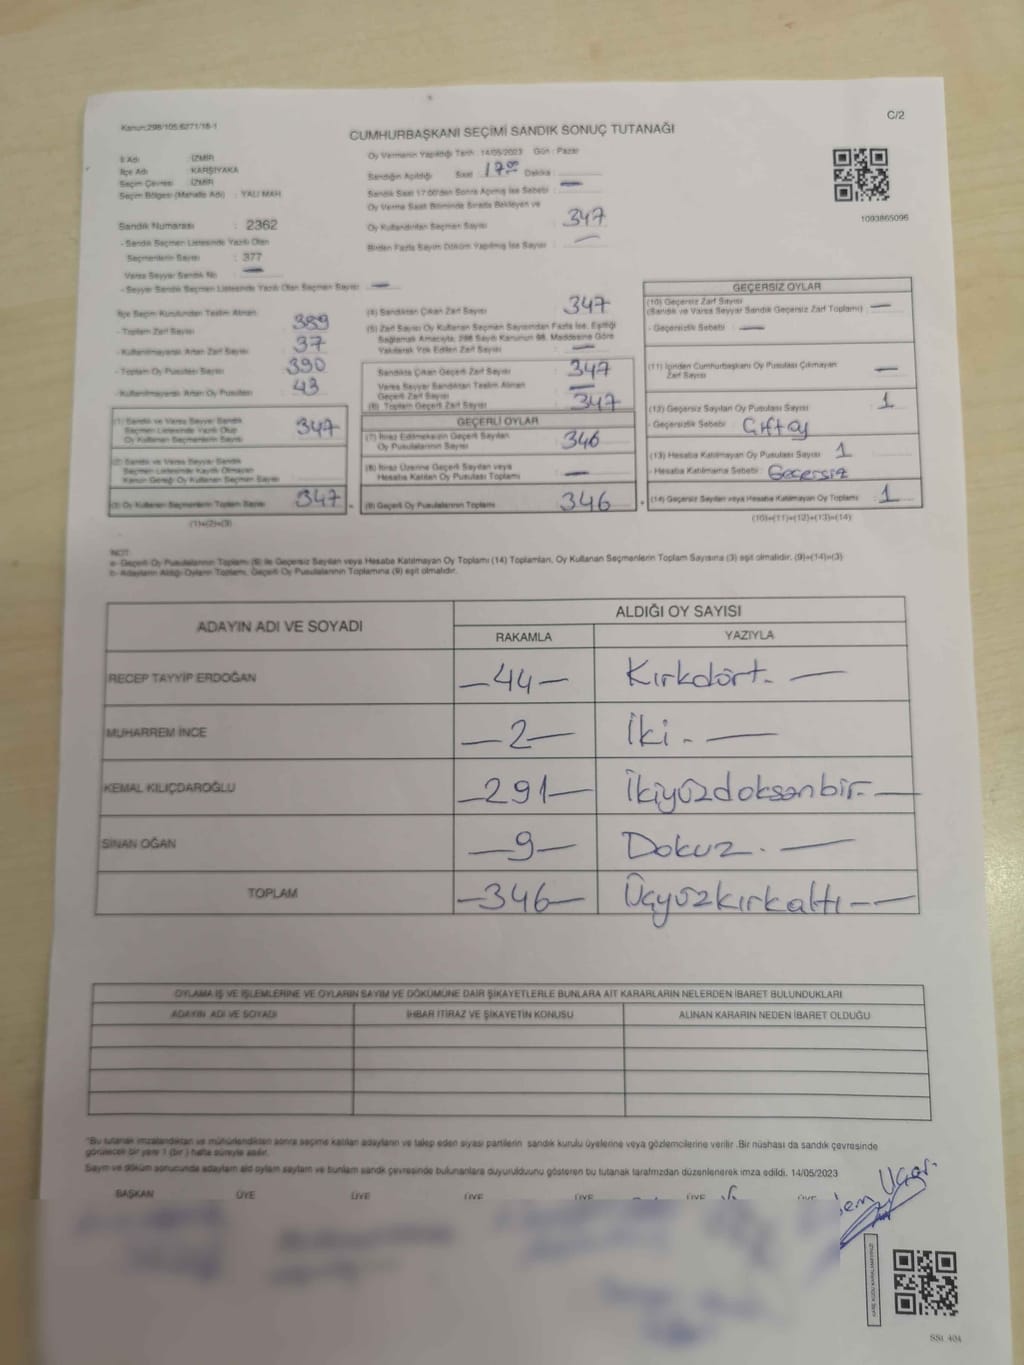 Kanun:298/105,6271/16-1
C/2
CUMHURBAŞKANI SEÇİMİ SANDIK SONUÇ TUTANAĞI
İl Adı : İZMİR
İlçe Adı : KARŞIYAKA
Seçim Çevresi : İZMİR
Seçim Bölgesi (Mahalle Adı) : YALI MAH.
Oy Vermenin Yapıldığı Tarih :14/05/2023 Gün : Pazar
Sandığın Açıldığı Saat : 17.00 Dakika :
Sandık Saat 17:00'den Sonra Açılmış İse Sebebi : —
Oy Verme Saati Bitiminde Sırada Bekleyen ve
Oy Kullandırılan Seçmen Sayısı : 347
Birden Fazla Sayım Döküm Yapılmış İse Sayısı : —
1093865096
Sandık Numarası : 2362
- Sandık Seçmen Listesinde Yazılı Olan
Seçmenlerin Sayısı : 377
Varsa Seyyar Sandık No : —
- Seyyar Sandık Seçmen Listesinde Yazılı Olan Seçmen Sayısı : —
İlçe Seçim Kurulundan Teslim Alınan
- Toplam Zarf Sayısı : 389
- Kullanılmayarak Artan Zarf Sayısı : 37
- Toplam Oy Pusulası Sayısı : 390
- Kullanılmayarak Artan Oy Pusulası : 43
(1) Sandık ve Varsa Seyyar Sandık
Seçmen Listesinde Yazılı Olup
Oy Kullanan Seçmenlerin Sayısı : 347
(2) Sandık ve Varsa Seyyar Sandık
Seçmen Listesinde Kayıtlı Olmayan
Kanun Gereği Oy Kullanan Seçmen Sayısı :
(3) Oy Kullanan Seçmenlerin Toplam Sayısı : 347
(1)+(2)=(3)
(4) Sandıktan Çıkan Zarf Sayısı : 347
(5) Zarf Sayısı Oy Kullanan Seçmen Sayısından Fazla İse, Eşitliği
Sağlamak Amacıyla, 298 Sayılı Kanunun 98. Maddesine Göre
Yakılarak Yok Edilen Zarf Sayısı : —
Sandıkta Çıkan Geçerli Zarf Sayısı : 347
Varsa Seyyar Sandıktan Teslim Alınan
Geçerli Zarf Sayısı : —
(6) Toplam Geçerli Zarf Sayısı : 347
GEÇERLİ OYLAR
(7) İtiraz Edilmeksizin Geçerli Sayılan
Oy Pusulalarının Sayısı : 346
(8) İtiraz Üzerine Geçerli Sayılan veya
Hesaba Katılan Oy Pusulası Toplamı : —
(9) Geçerli Oy Pusulalarının Toplamı : 346
GEÇERSİZ OYLAR
(10) Geçersiz Zarf Sayısı
(Sandık ve Varsa Seyyar Sandık Geçersiz Zarf Toplamı) : —
- Geçersizlik Sebebi : —
(11) İçinden Cumhurbaşkanı Oy Pusulası Çıkmayan
Zarf Sayısı : —
(12) Geçersiz Sayılan Oy Pusulası Sayısı : 1
- Geçersizlik Sebebi : Çift oy
(13) Hesaba Katılmayan Oy Pusulası Sayısı : 1
- Hesaba Katılmama Sebebi : Geçersiz
(14) Geçersiz Sayılan veya Hesaba Katılmayan Oy Toplamı : 1
(10)+(11)+(12)+(13)=(14)
NOT:
a- Geçerli Oy Pusulalarının Toplamı (9) ile Geçersiz Sayılan veya Hesaba Katılmayan Oy Toplamı (14) Toplamları, Oy Kullanan Seçmenlerin Toplam Sayısına (3) eşit olmalıdır. (9)+(14)=(3)
b- Adayların Aldığı Oyların Toplamı, Geçerli Oy Pusulalarının Toplamına (9) eşit olmalıdır.
ADAYIN ADI VE SOYADI
ALDIĞI OY SAYISI
RAKAMLA YAZIYLA
RECEP TAYYİP ERDOĞAN —44— Kırkdört. —
MUHARREM İNCE —2— İki. —
KEMAL KILIÇDAROĞLU —291— İkiyüzdoksanbir. —
SİNAN OĞAN —9— Dokuz. —
TOPLAM —346— Üçyüzkırkaltı ——
OYLAMA İŞ VE İŞLEMLERİNE VE OYLARIN SAYIM VE DÖKÜMÜNE DAİR ŞİKAYETLERLE BUNLARA AİT KARARLARIN NELERDEN İBARET BULUNDUKLARI
ADAYIN ADI VE SOYADI İHBAR İTİRAZ VE ŞİKAYETİN KONUSU ALINAN KARARIN NEDEN İBARET OLDUĞU
"Bu tutanak imzalandıktan ve mühürlendikten sonra seçime katılan adayların ve talep eden siyasi partilerin sandık kurulu üyelerine veya gözlemcilerine verilir. Bir nüshası da sandık çevresinde
görülecek bir yere 1 (bir) hafta süreyle asılır.
Sayım ve döküm sonucunda adayların aldığı oyların sayısını ve bunların sandık çevresinde bulunanlara duyurulduunu gösteren bu tutanak tarafımızdan düzenlenerek imza edildi. 14/05/2023
BAŞKAN ÜYE ÜYE ÜYE ÜYE ÜYE ÜYE
KARE KODU KARALAMAYINIZ